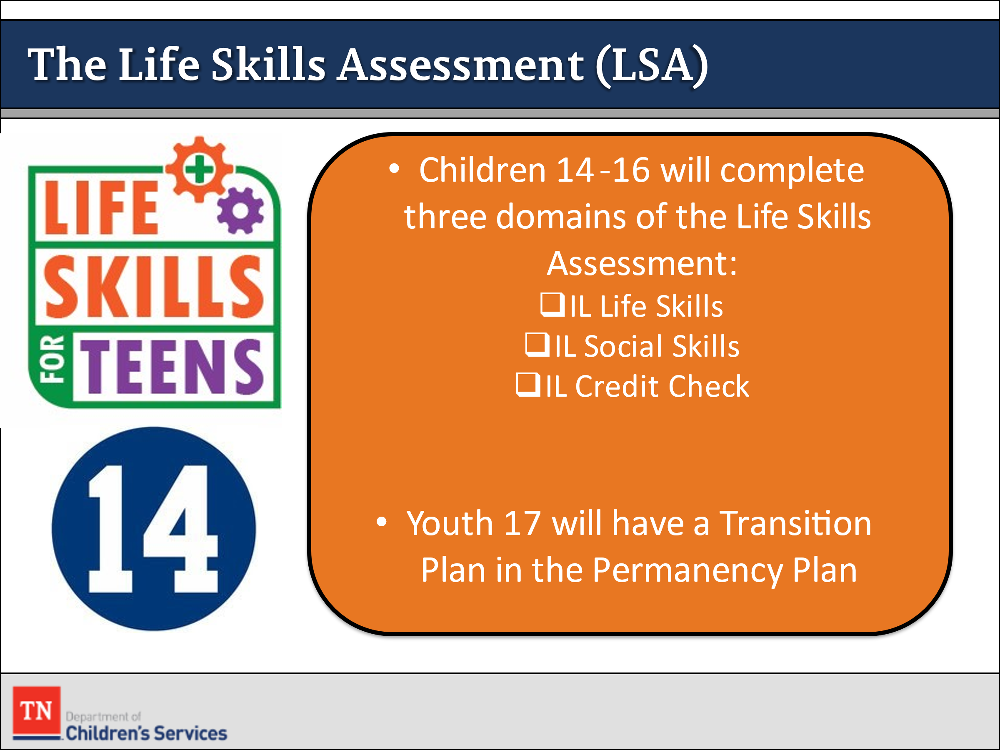 The Life Skills Assessment (LSA)
LIFE
SKILLS
FOR TEENS
14
• Children 14-16 will complete
three domains of the Life Skills
Assessment:
❑IL Life Skills
❑IL Social Skills
❑IL Credit Check
• Youth 17 will have a Transition
Plan in the Permanency Plan
TN
Department of
Children's Services